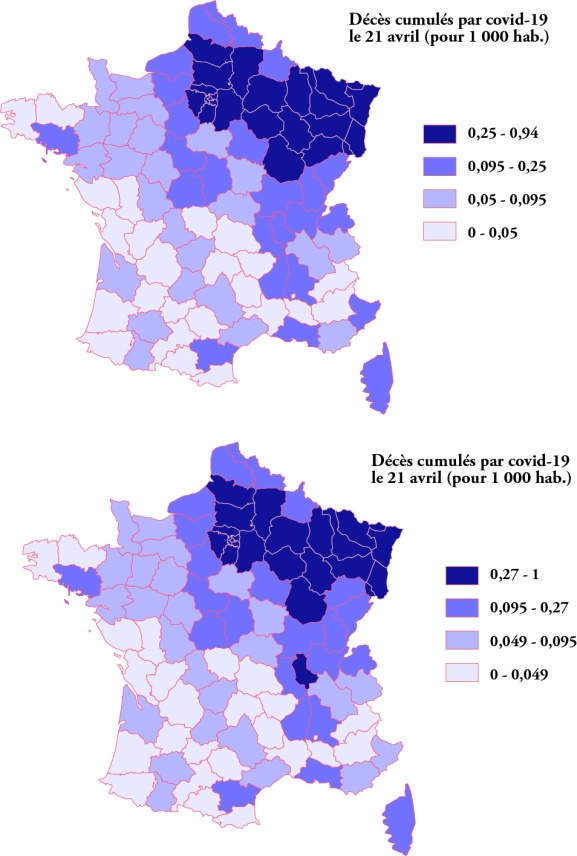 Décès cumulés par covid-19
le 21 avril (pour 1 000 hab.)
0,25 - 0,94
0,095 - 0,25
0,05 - 0,095
0 - 0,05
Décès cumulés par covid-19
le 21 avril (pour 1 000 hab.)
0,27 - 1
0,095 - 0,27
0,049 - 0,095
0 - 0,049